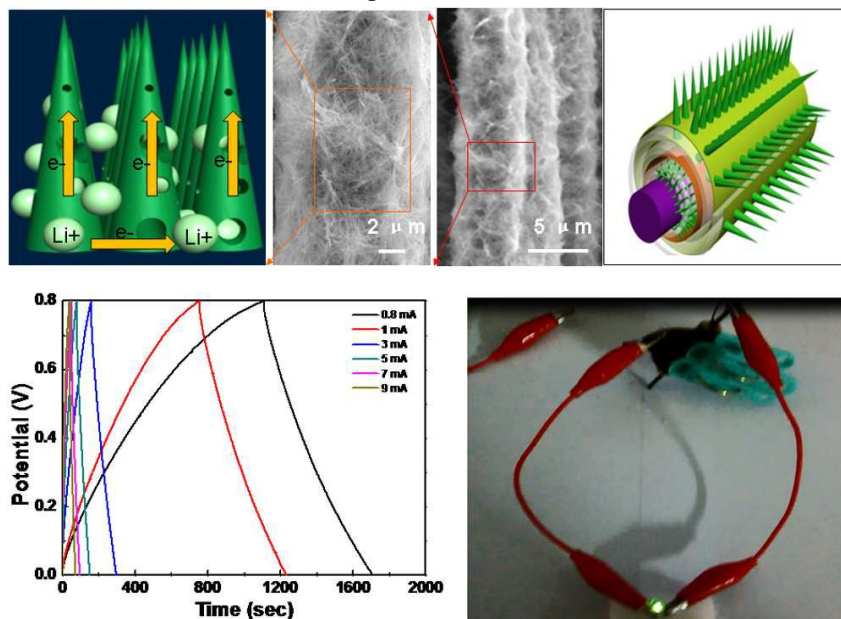 e-
e-
e-
Li+
e-
Li+
2 μm
5 μm
0.8
0.6
0.4
0.2
0.0
Potential (V)
0.8 mA
1 mA
3 mA
5 mA
7 mA
9 mA
0 400 800 1200 1600 2000
Time (sec)